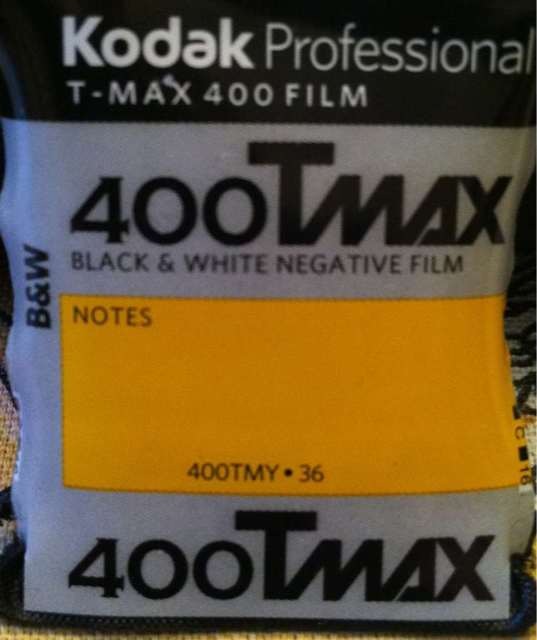 Kodak Professional
T-MAX 400 FILM
400TMAX
BLACK & WHITE NEGATIVE FILM
B&W
NOTES
400TMY • 36
400TMAX